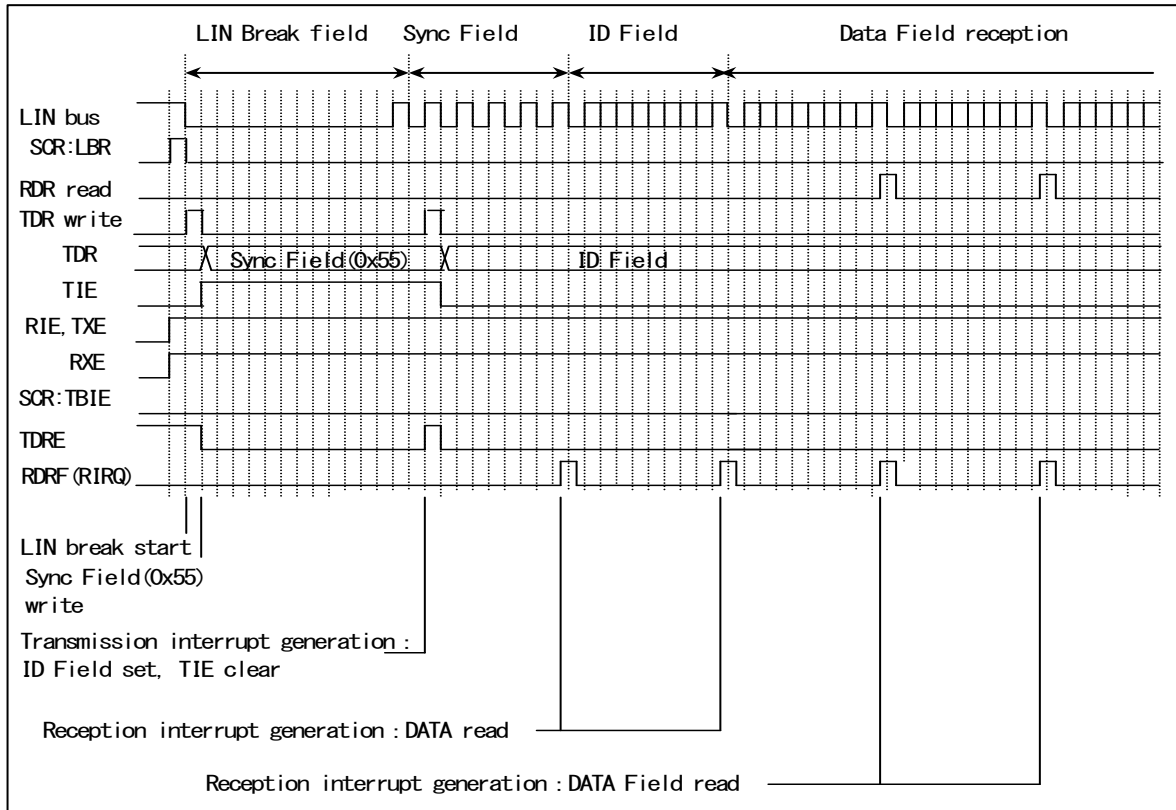 LIN Break field Sync Field ID Field Data Field reception
LIN bus
SCR:LBR
RDR read
TDR write
TDR Sync Field(0x55) ID Field
TIE
RIE,TXE
RXE
SCR:TBIE
TDRE
RDRF(RIRQ)
LIN break start
Sync Field(0x55)
write
Transmission interrupt generation :
ID Field set, TIE clear
Reception interrupt generation : DATA read
Reception interrupt generation : DATA Field read